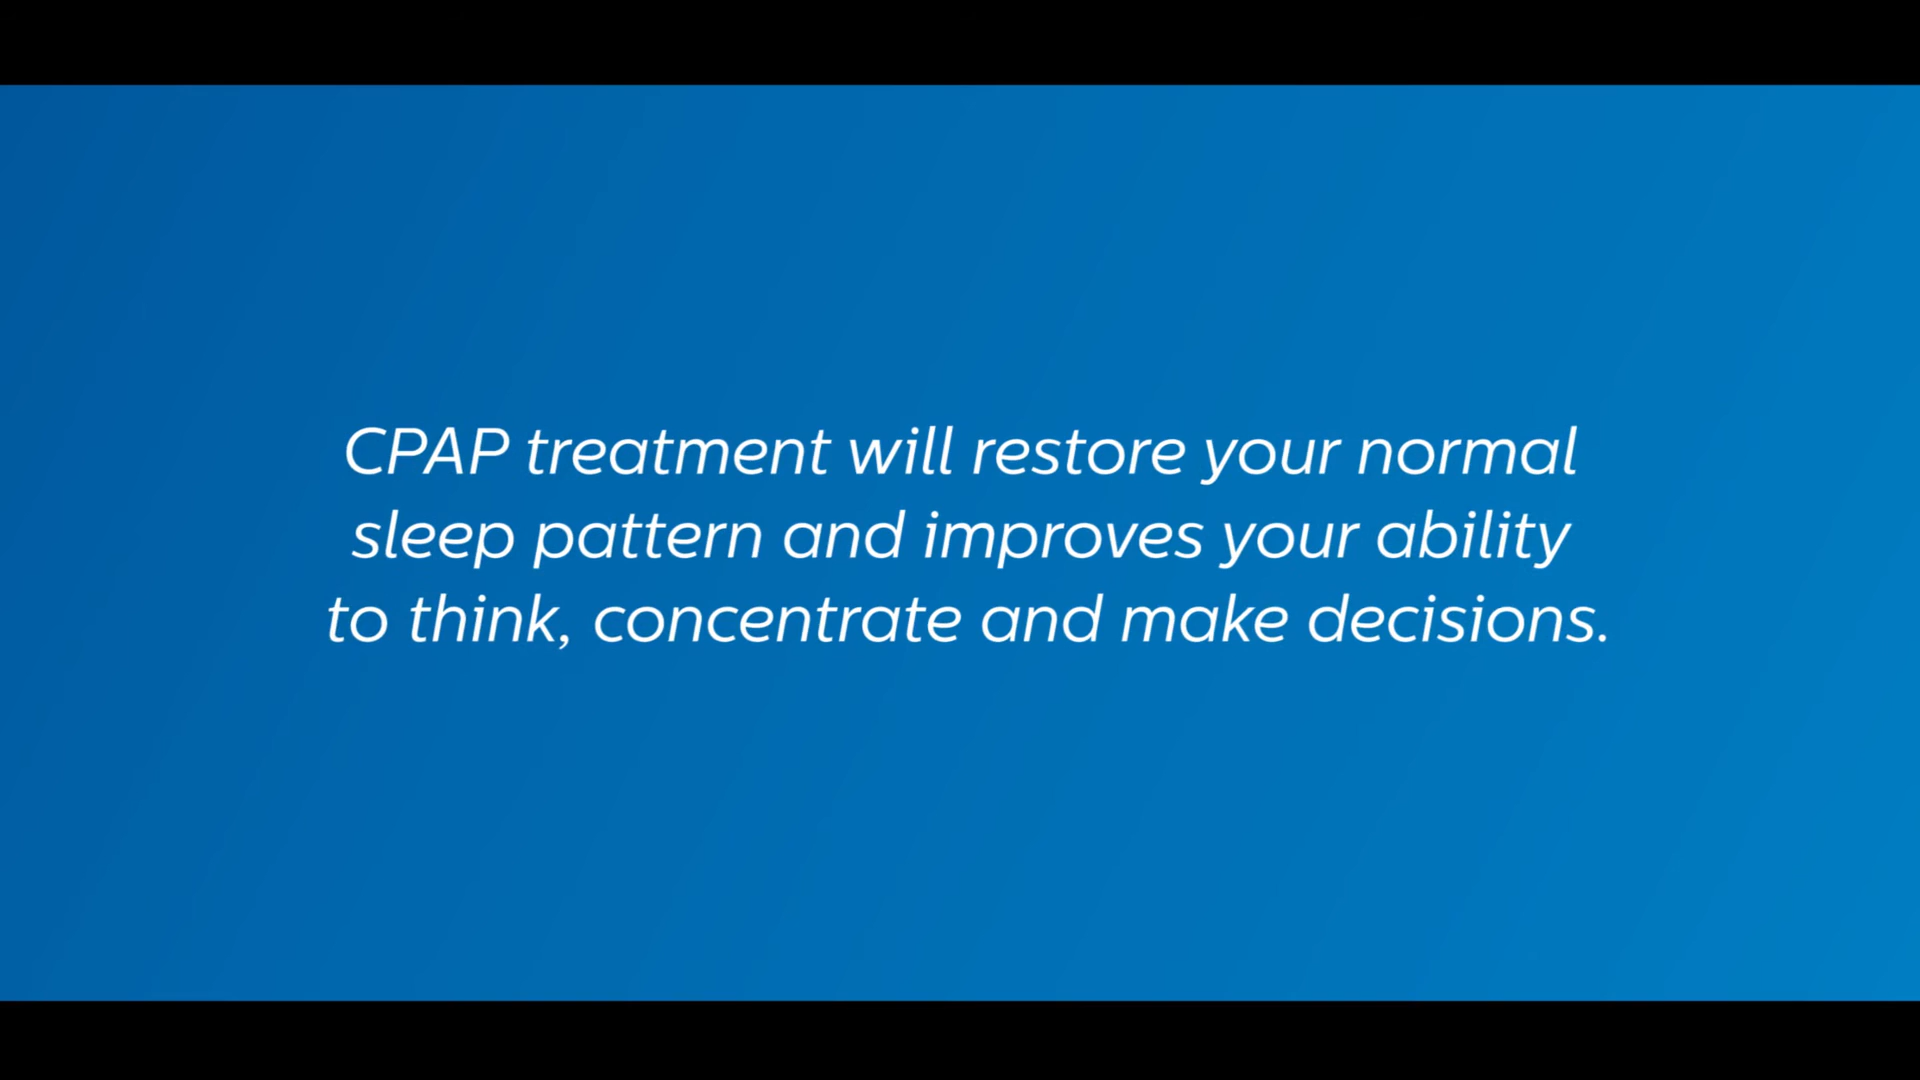 CPAP treatment will restore your normal
sleep pattern and improves your ability
to think, concentrate and make decisions.